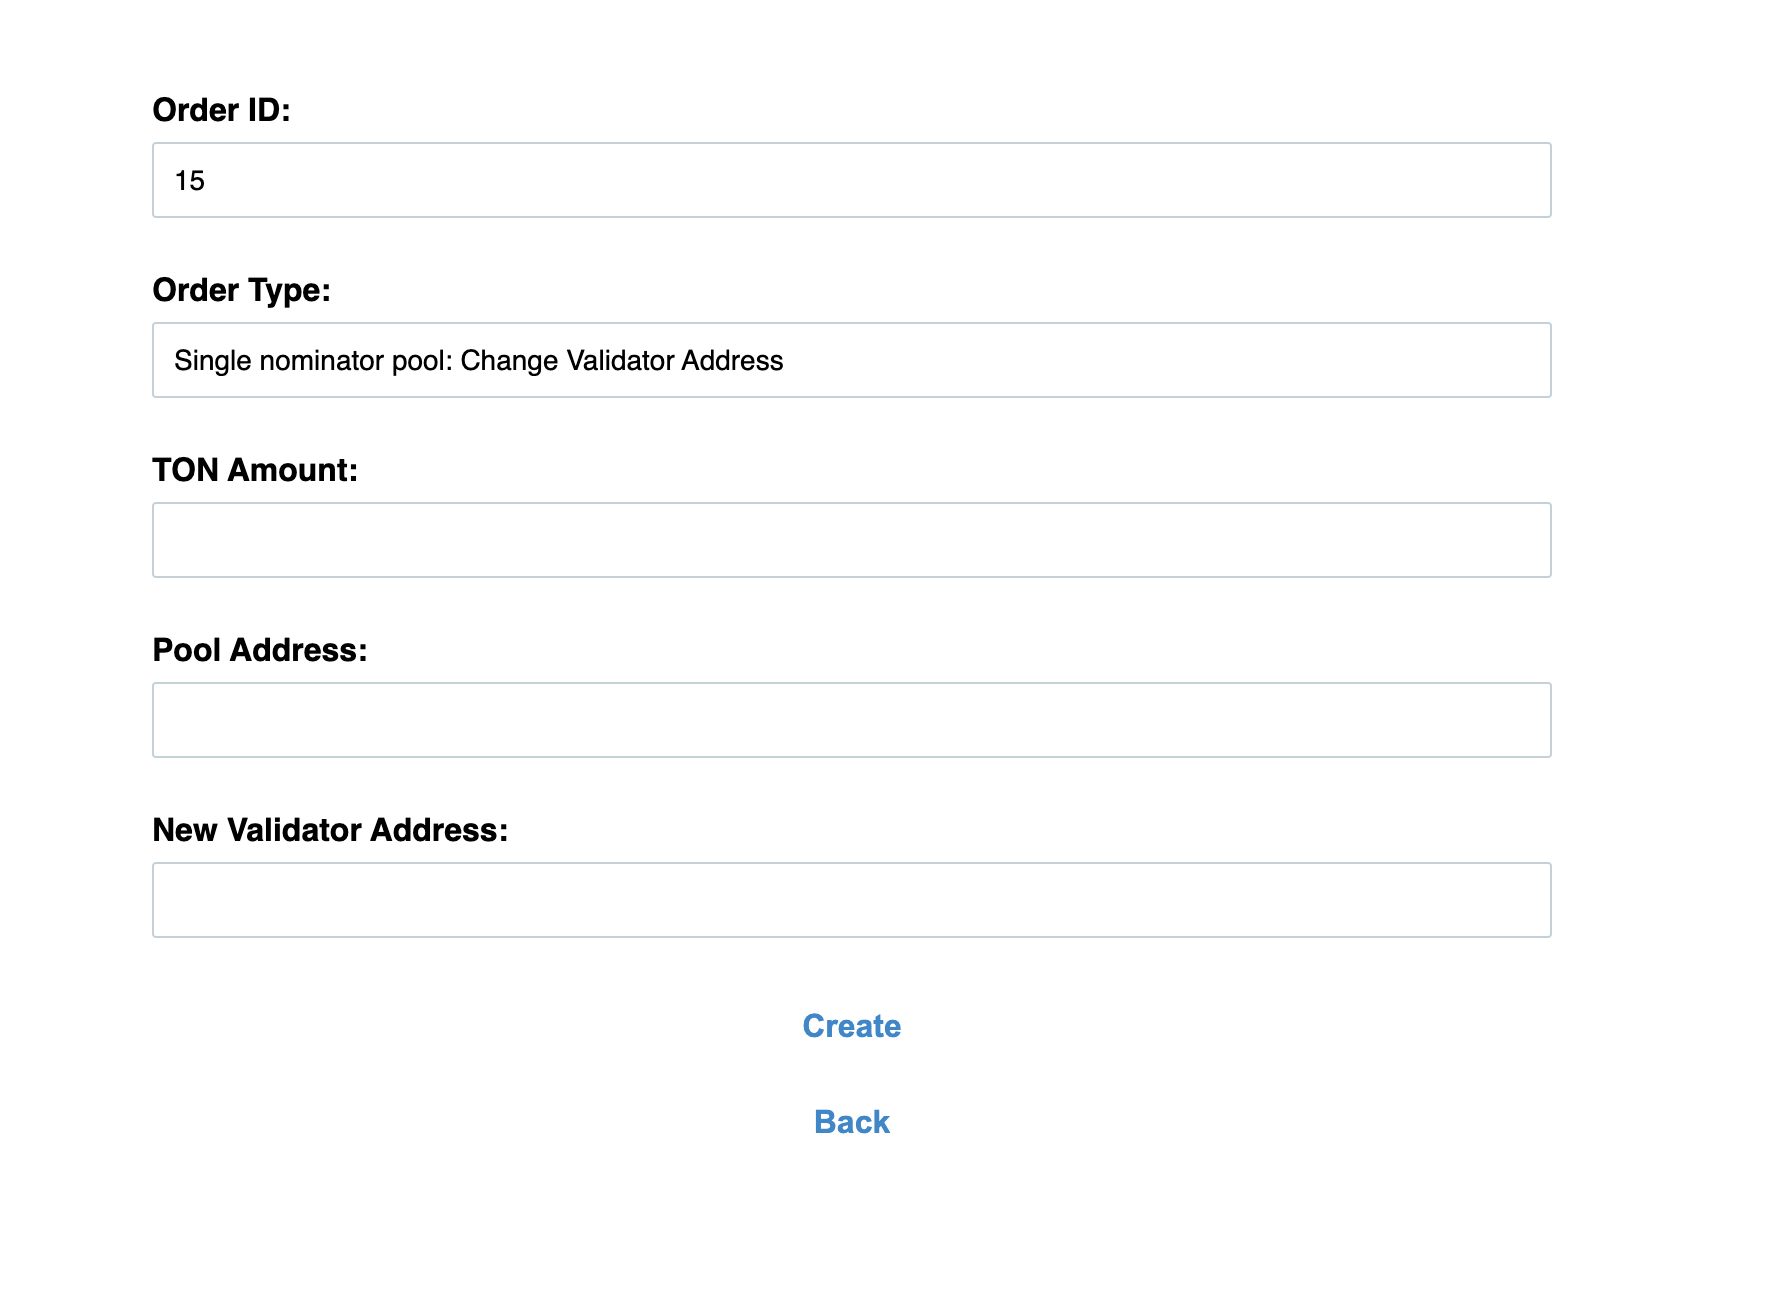 Order ID:
15
Order Type:
Single nominator pool: Change Validator Address
TON Amount:
Pool Address:
New Validator Address:
Create
Back